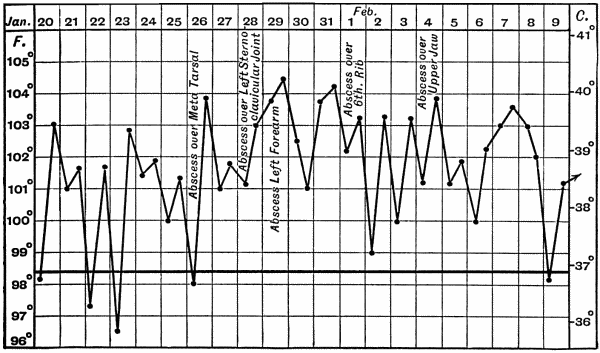 Feb.
Jan. 20 21 22 23 24 25 26 27 28 29 30 31 1 2 3 4 5 6 7 8 9 C.
F.
41°
105°
104°
40°
103°
102°
39°
101°
38°
100°
99°
37°
98°
97°
36°
96°
Abscess over Meta Tarsal
Abscess over Left Sterno
clavicular Joint
Abscess Left Forearm
Abscess over
6th. Rib
Abscess over
Upper Jaw